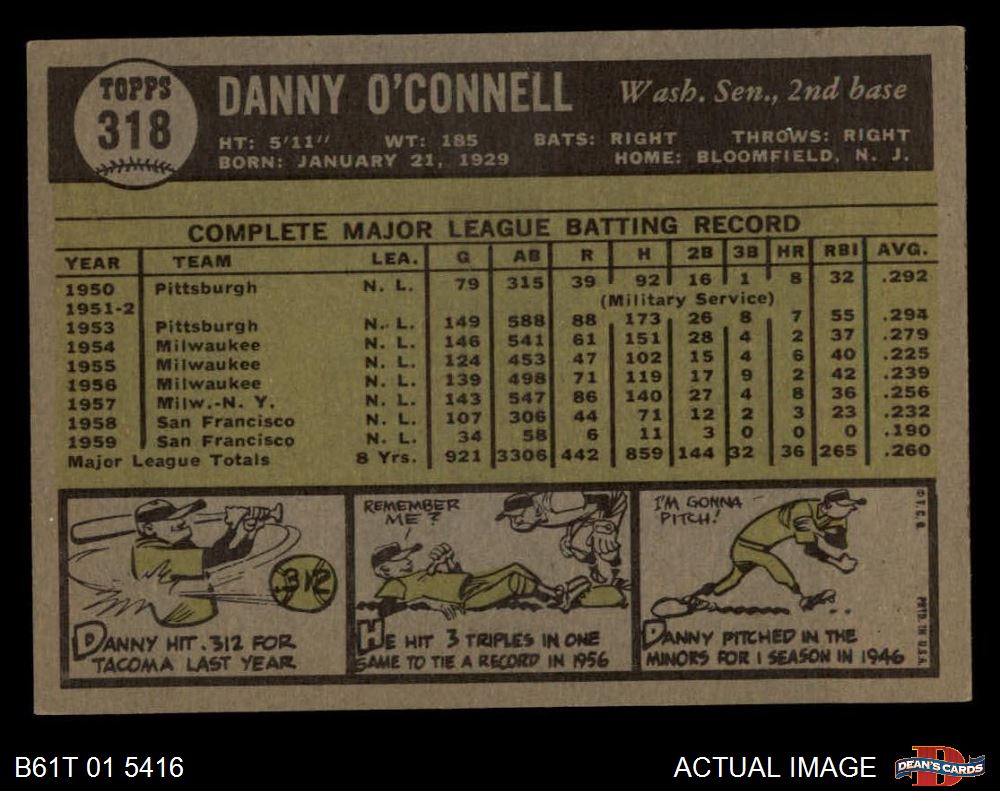 TOPPS
318
DANNY O'CONNELL
Wash. Sen., 2nd base
HT: 5'11" WT: 185 BATS: RIGHT THROWS: RIGHT
BORN: JANUARY 21, 1929 HOME: BLOOMFIELD, N. J.
COMPLETE MAJOR LEAGUE BATTING RECORD
YEAR TEAM LEA. G AB R H 2B 3B HR RBI AVG.
1950 Pittsburgh N. L. 79 315 39 92 16 1 8 32 .292
1951-2 (Military Service)
1953 Pittsburgh N. L. 149 588 88 173 26 8 7 55 .294
1954 Milwaukee N. L. 146 541 61 151 28 4 2 37 .279
1955 Milwaukee N. L. 124 453 47 102 15 4 6 40 .225
1956 Milwaukee N. L. 139 498 71 119 17 9 2 42 .239
1957 Milw.-N. Y. N. L. 143 547 86 140 27 4 8 36 .256
1958 San Francisco N. L. 107 306 44 71 12 2 3 23 .232
1959 San Francisco N. L. 34 58 6 11 3 0 0 0 .190
Major League Totals 8 Yrs. 921 3306 442 859 144 32 36 265 .260
312
DANNY HIT .312 FOR
TACOMA LAST YEAR
REMEMBER
ME?
HE HIT 3 TRIPLES IN ONE
GAME TO TIE A RECORD IN 1956
I'M GONNA
PITCH!
DANNY PITCHED IN THE
MINORS FOR 1 SEASON IN 1946
© T. C. G.
PRTD. IN U.S.A.
B61T 01 5416
ACTUAL IMAGE
DEAN'S CARDS